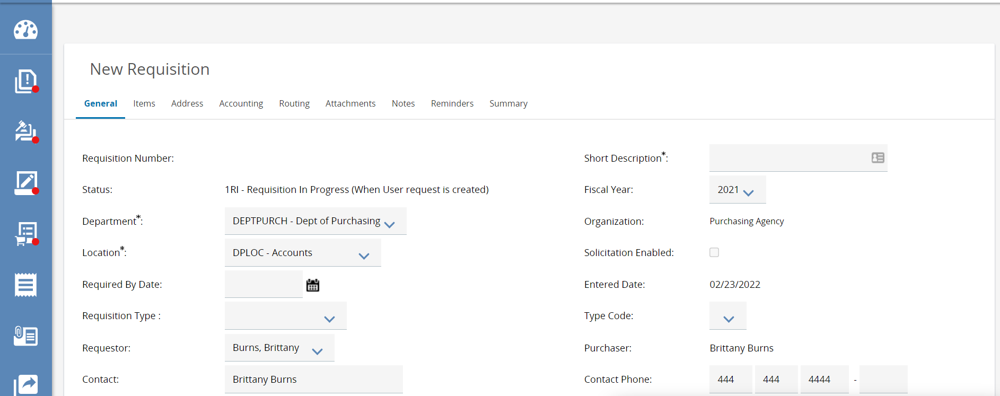 New Requisition
General Items Address Accounting Routing Attachments Notes Reminders Summary
Requisition Number:
Short Description*:
Status: 1RI - Requisition In Progress (When User request is created)
Fiscal Year: 2021
Department*: DEPTPURCH - Dept of Purchasing
Organization: Purchasing Agency
Location*: DPLOC - Accounts
Solicitation Enabled:
Required By Date:
Entered Date: 02/23/2022
Requisition Type :
Type Code:
Requestor: Burns, Brittany
Purchaser: Brittany Burns
Contact: Brittany Burns
Contact Phone: 444 444 4444 -